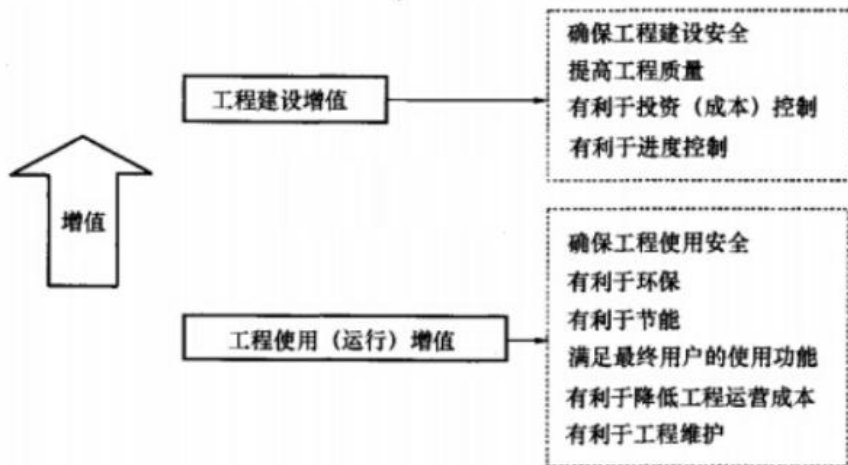 确保工程建设安全
提高工程质量
工程建设增值
有利于投资（成本）控制
有利于进度控制
增值
确保工程使用安全
有利于环保
有利于节能
工程使用（运行）增值
满足最终用户的使用功能
有利于降低工程运营成本
有利于工程维护